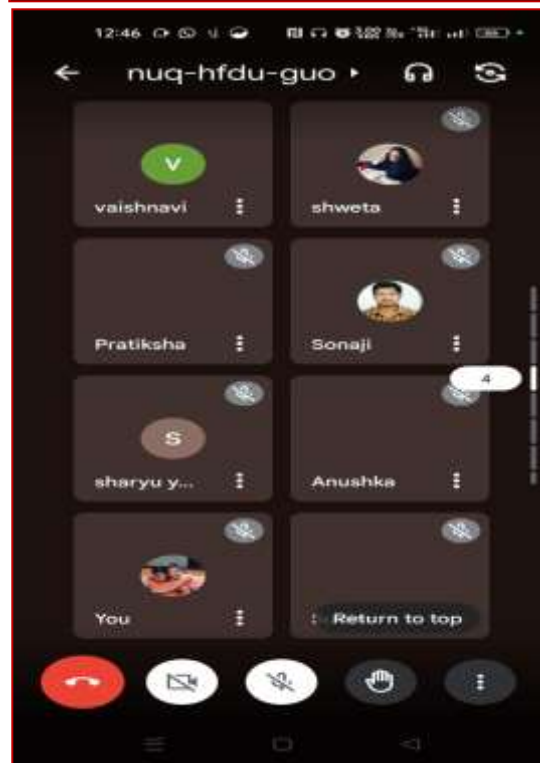 12:46
nuq-hfdu-guo
V
vaishnavi
shweta
Pratiksha
Sonaji
4
S
sharyu y...
Anushka
You
Return to top